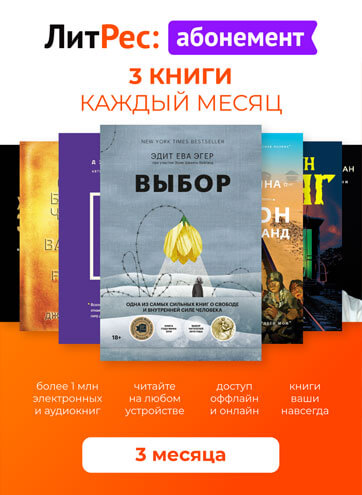 ЛитРес: абонемент
3 КНИГИ
КАЖДЫЙ МЕСЯЦ
NEW YORK TIMES BESTSELLER
ЭДИТ ЕВА ЭГЕР
ВЫБОР
ОДНА ИЗ САМЫХ СИЛЬНЫХ КНИГ О СВОБОДЕ
И ВНУТРЕННЕЙ СИЛЕ ЧЕЛОВЕКА
18+
более 1 млн
электронных
и аудиокниг
читайте
на любом
устройстве
доступ
оффлайн
и онлайн
книги
ваши
навсегда
3 месяца